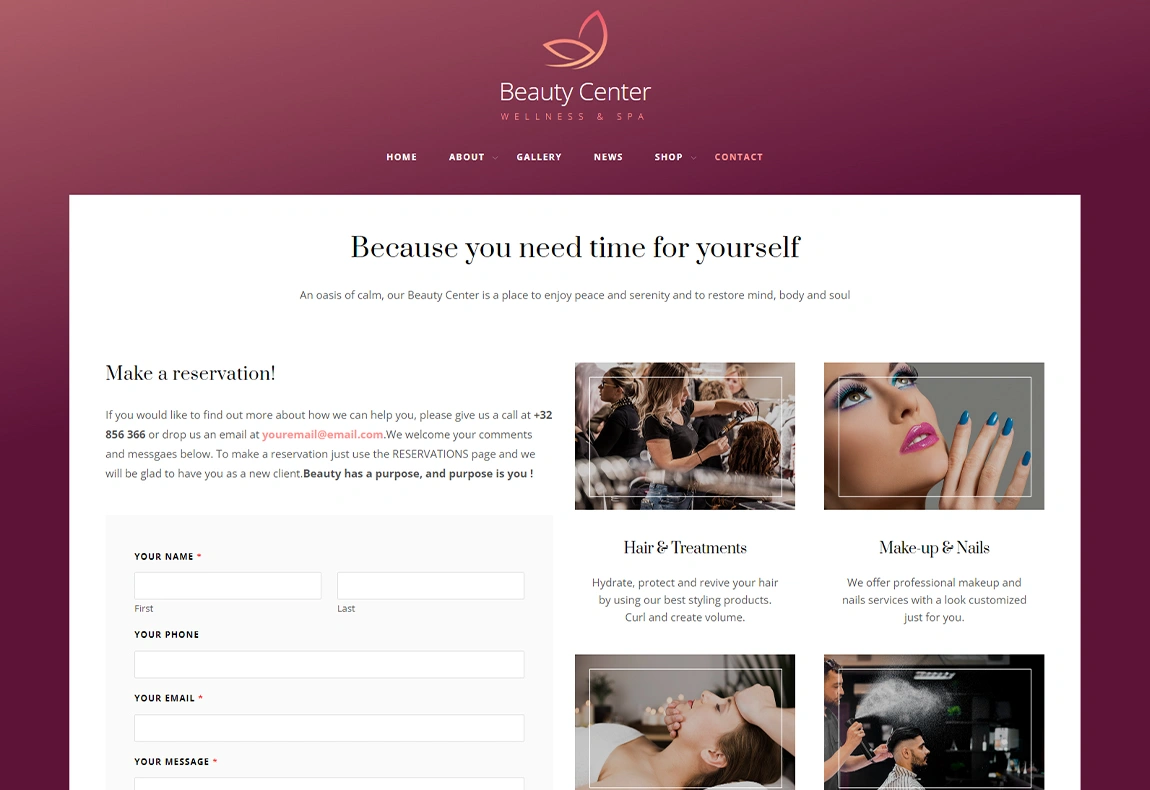 Beauty Center
WELLNESS & SPA
HOME ABOUT GALLERY NEWS SHOP CONTACT
Because you need time for yourself
An oasis of calm, our Beauty Center is a place to enjoy peace and serenity and to restore mind, body and soul
Make a reservation!
If you would like to find out more about how we can help you, please give us a call at +32
856 366 or drop us an email at youremail@email.com.We welcome your comments
and messgaes below. To make a reservation just use the RESERVATIONS page and we
will be glad to have you as a new client.Beauty has a purpose, and purpose is you !
YOUR NAME *
First
Last
YOUR PHONE
YOUR EMAIL *
YOUR MESSAGE *
Hair & Treatments
Hydrate, protect and revive your hair
by using our best styling products.
Curl and create volume.
Make-up & Nails
We offer professional makeup and
nails services with a look customized
just for you.